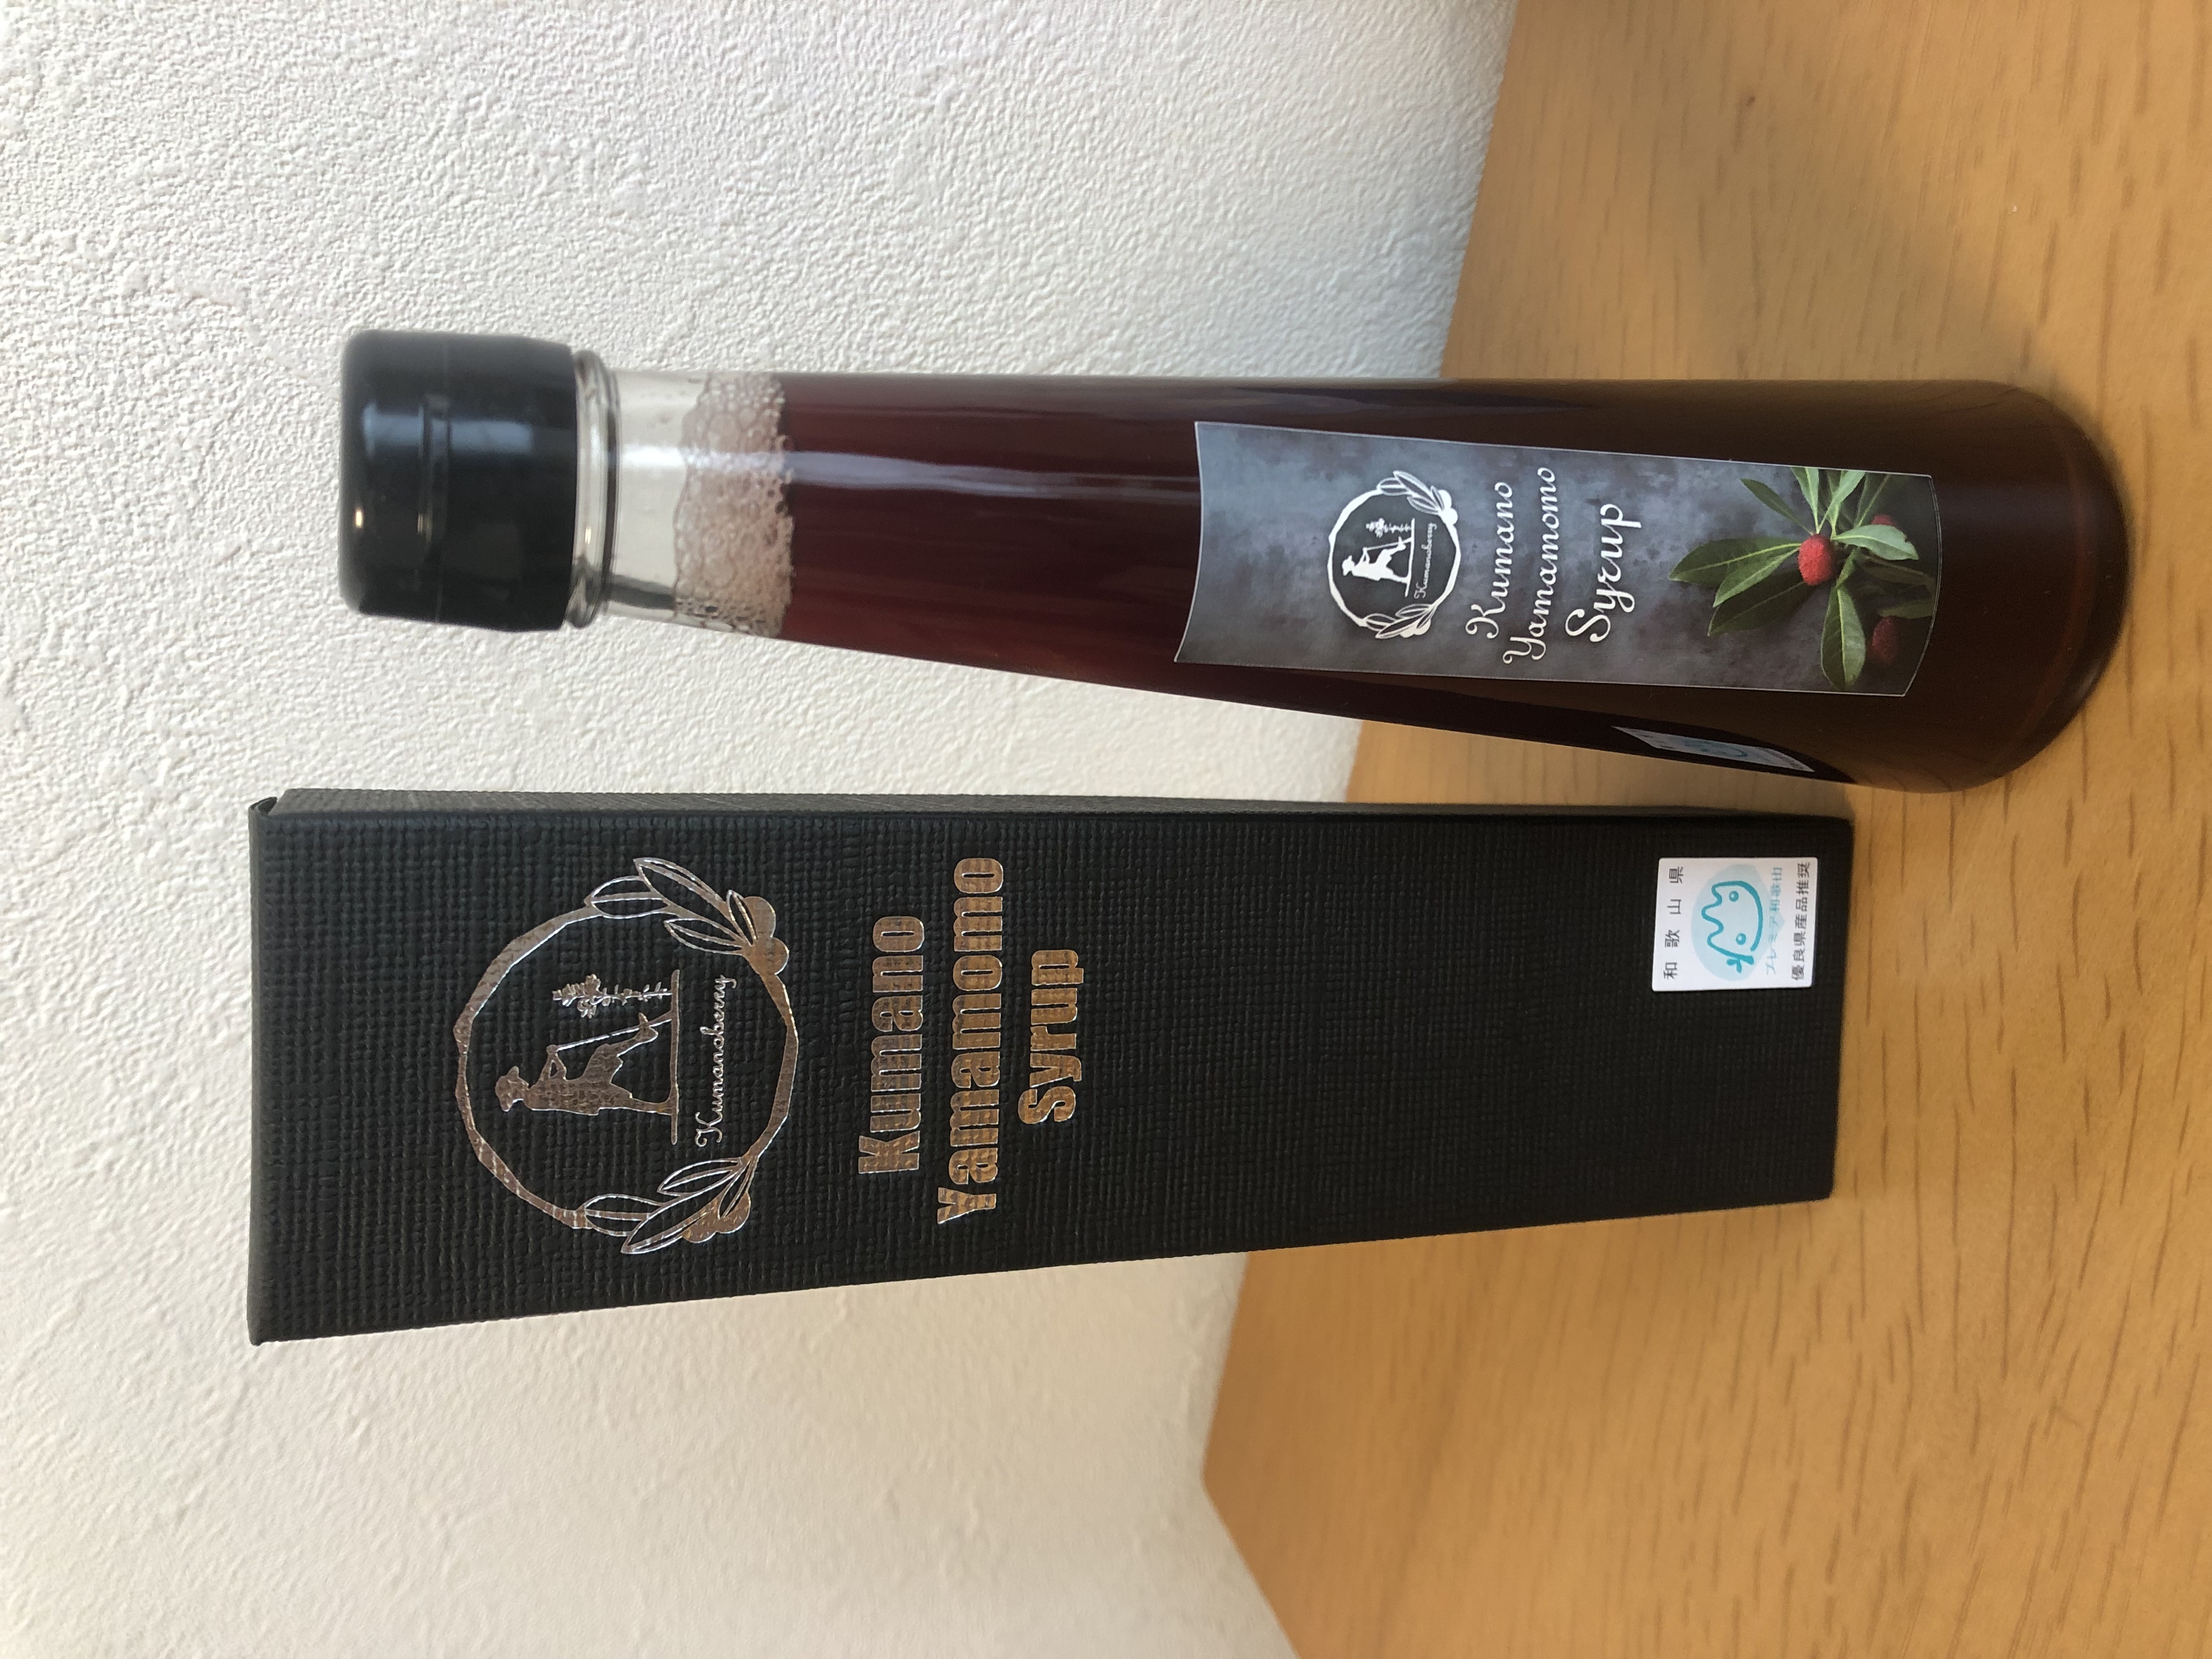 Kumanoberry
Kumano
Yamamomo
Syrup
和歌山県
プレミア和歌山
優良県産品推奨
Kumanoberry
Kumano
Yamamomo
Syrup